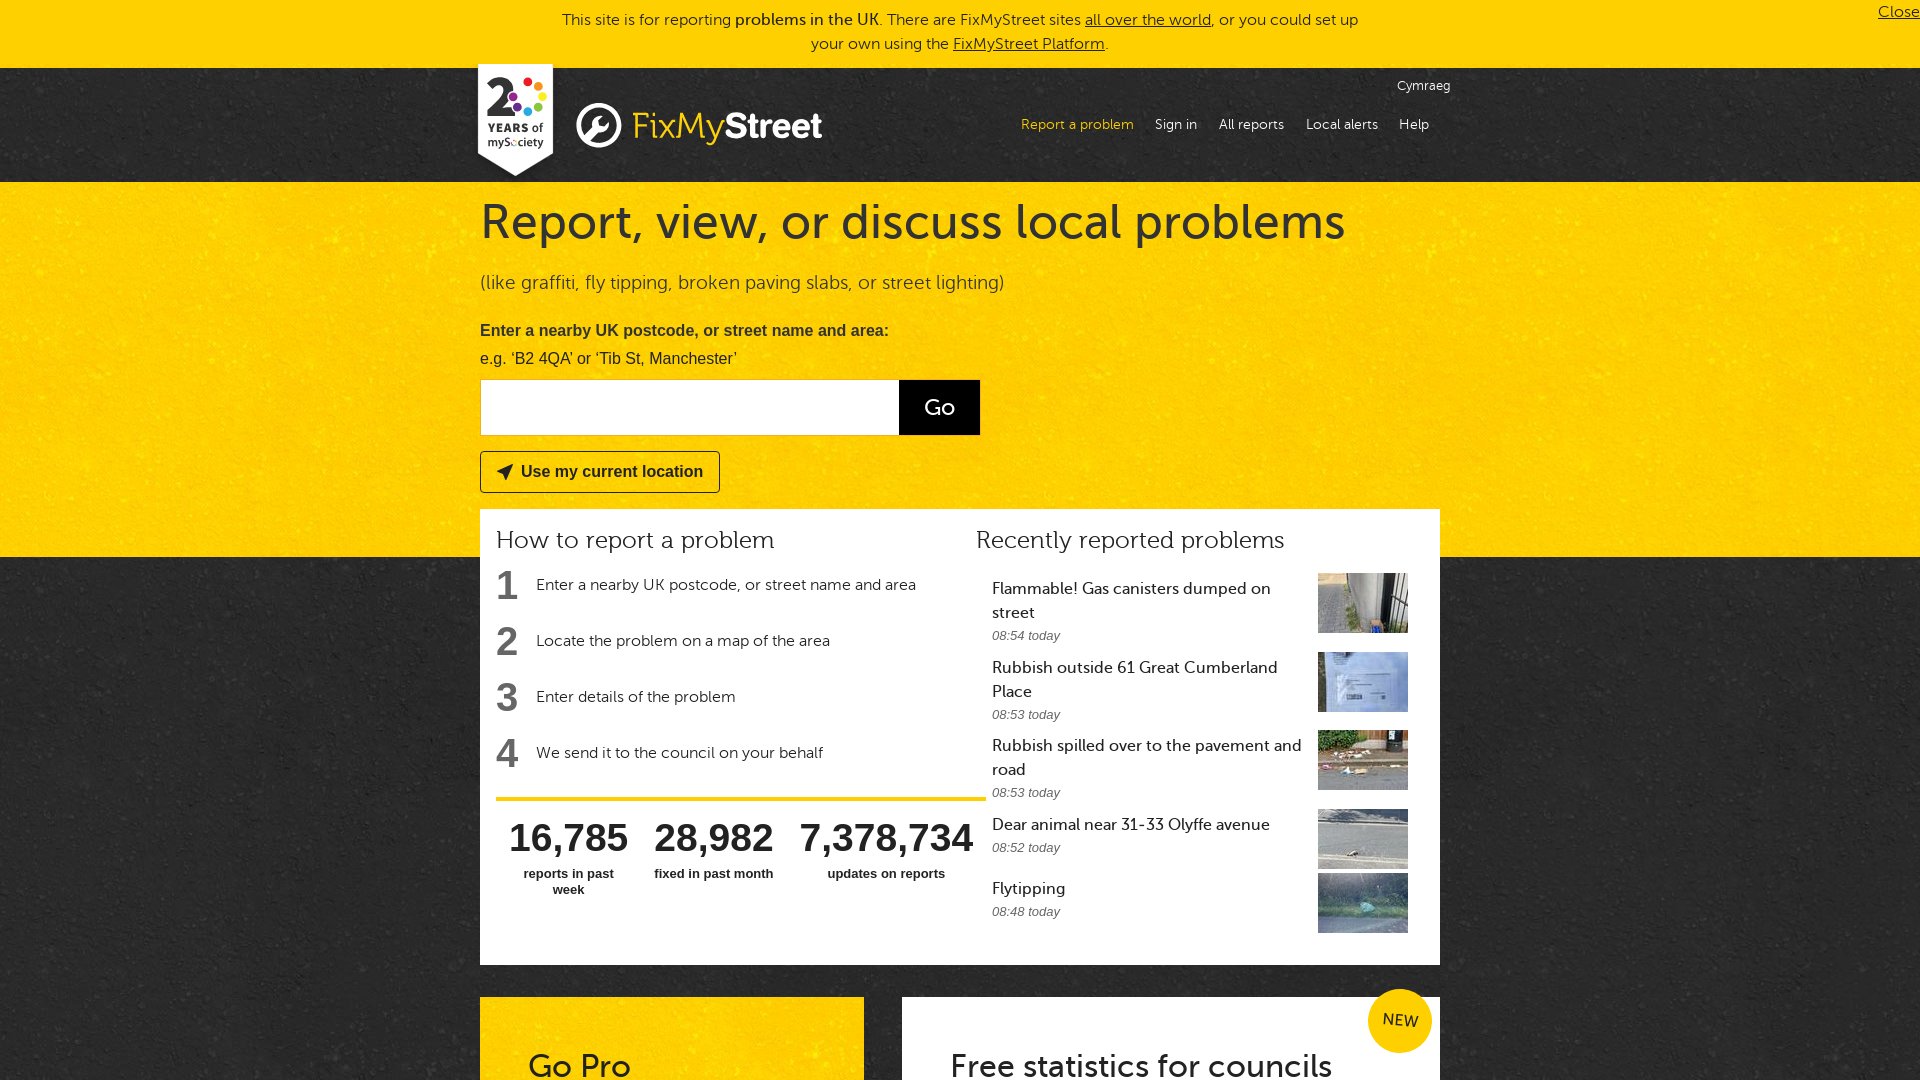 This site is for reporting problems in the UK. There are FixMyStreet sites all over the world, or you could set up
your own using the FixMyStreet Platform.
Close
20
YEARS of
mySociety
FixMyStreet
Cymraeg
Report a problem
Sign in
All reports
Local alerts
Help
Report, view, or discuss local problems
(like graffiti, fly tipping, broken paving slabs, or street lighting)
Enter a nearby UK postcode, or street name and area:
e.g. ‘B2 4QA’ or ‘Tib St, Manchester’
Go
Use my current location
How to report a problem
1 Enter a nearby UK postcode, or street name and area
2 Locate the problem on a map of the area
3 Enter details of the problem
4 We send it to the council on your behalf
16,785
reports in past
week
28,982
fixed in past month
7,378,734
updates on reports
Recently reported problems
Flammable! Gas canisters dumped on
street
08:54 today
Rubbish outside 61 Great Cumberland
Place
08:53 today
Rubbish spilled over to the pavement and
road
08:53 today
Dear animal near 31-33 Olyffe avenue
08:52 today
Flytipping
08:48 today
Go Pro
NEW
Free statistics for councils